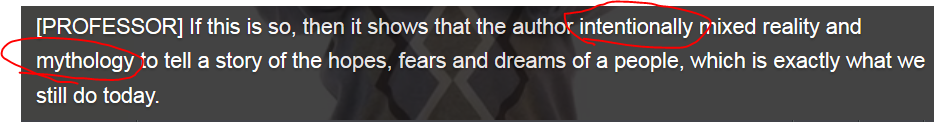 [PROFESSOR] If this is so, then it shows that the author intentionally mixed reality and
mythology to tell a story of the hopes, fears and dreams of a people, which is exactly what we
still do today.